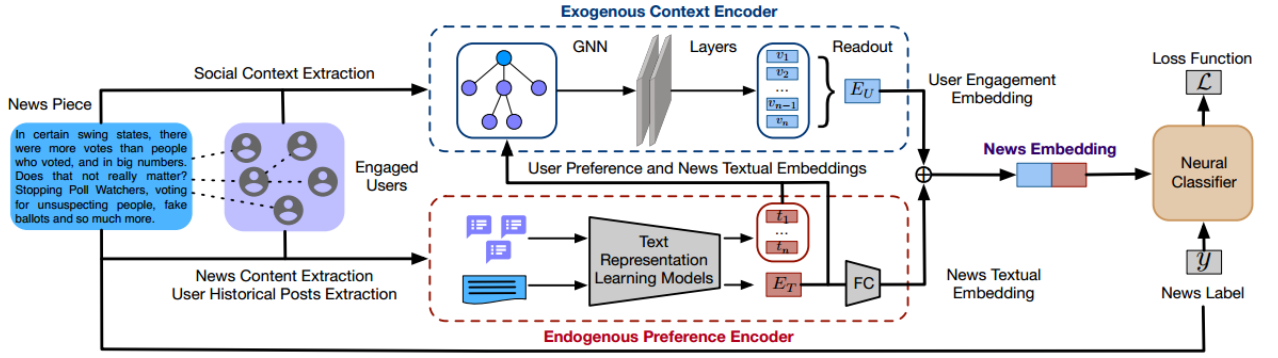 Exogenous Context Encoder
GNN
Layers
Readout
v1
v2
...
vn−1
vn
EU
Social Context Extraction
News Piece
In certain swing states, there
were more votes than people
who voted, and in big numbers.
Does that not really matter?
Stopping Poll Watchers, voting
for unsuspecting people, fake
ballots and so much more.
Engaged
Users
User Engagement
Embedding
Loss Function
L
News Embedding
⊕
Neural
Classifier
User Preference and News Textual Embeddings
t1
...
tn
Text
Representation
Learning Models
ET
FC
News Content Extraction
User Historical Posts Extraction
News Textual
Embedding
y
News Label
Endogenous Preference Encoder